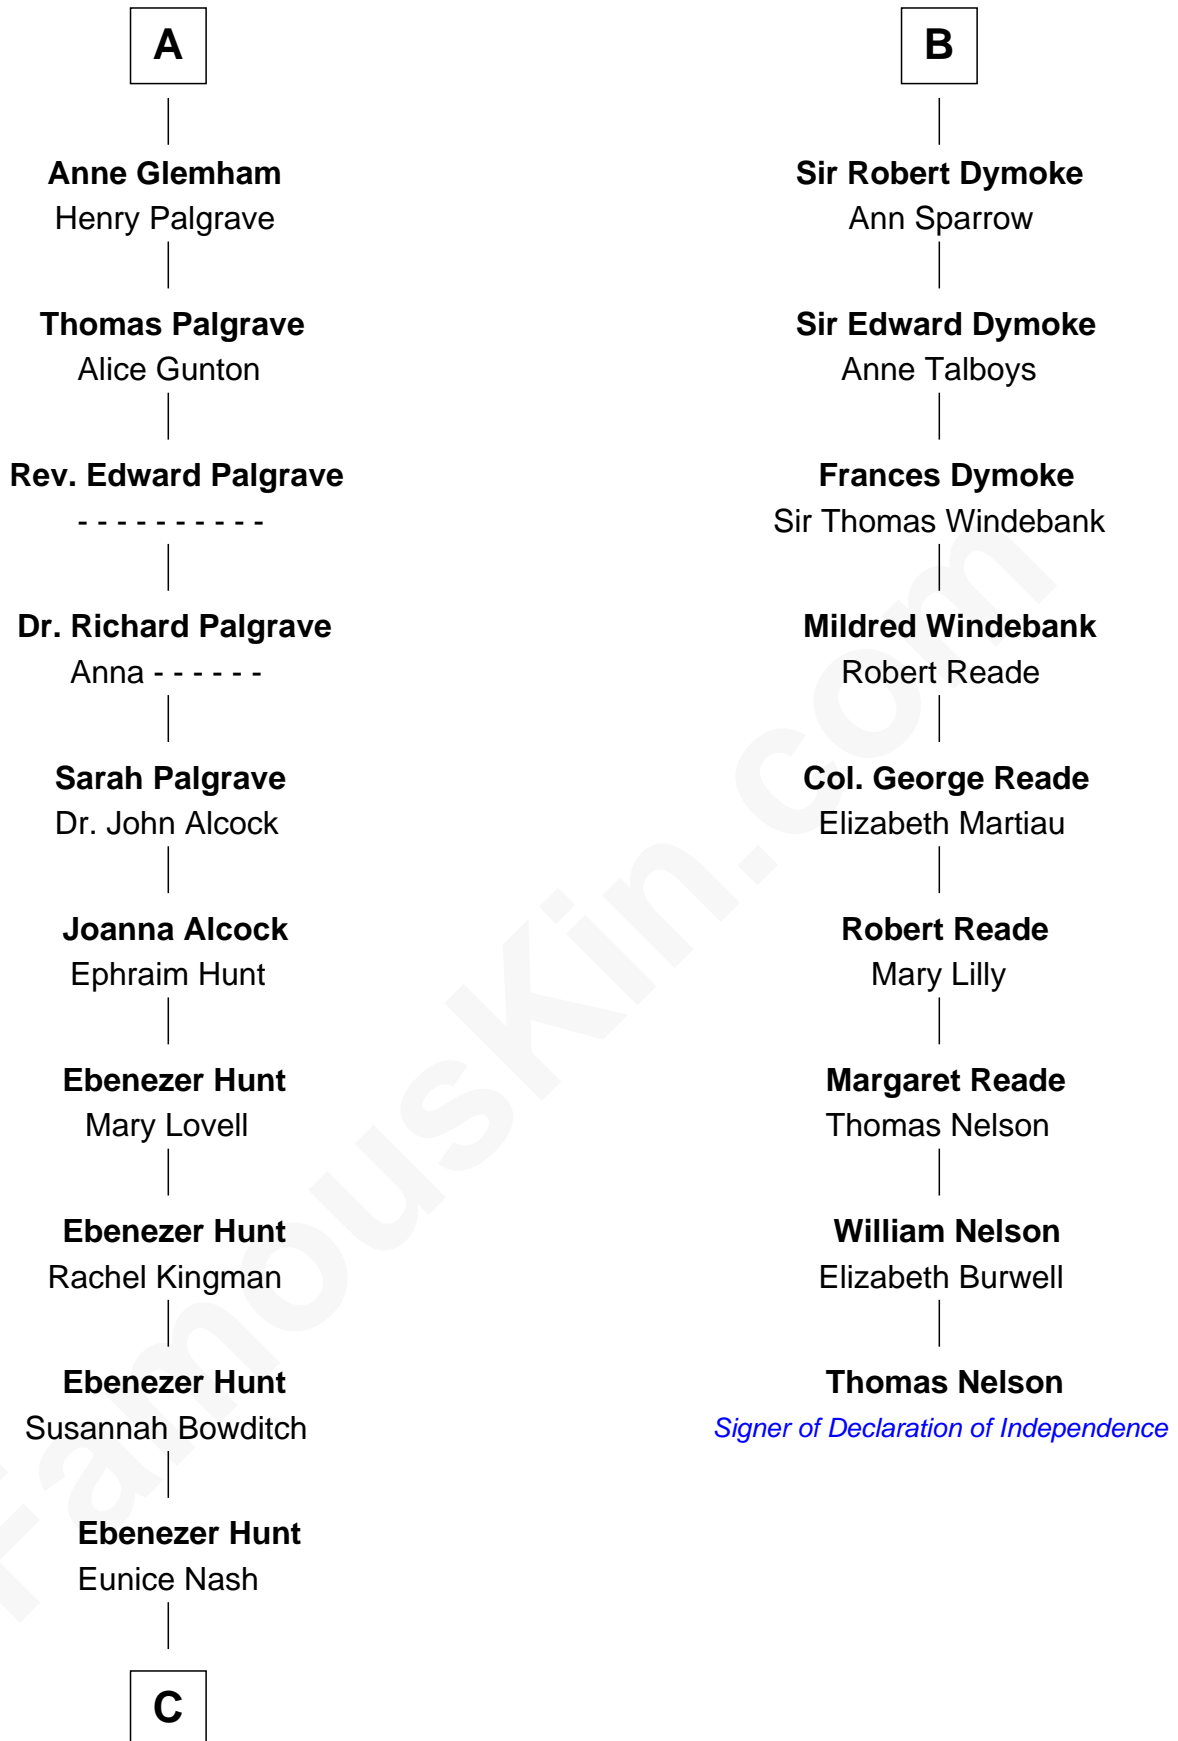 A
Anne Glemham
Henry Palgrave
Thomas Palgrave
Alice Gunton
Rev. Edward Palgrave
- - - - - - - - - -
Dr. Richard Palgrave
Anna - - - - - -
Sarah Palgrave
Dr. John Alcock
Joanna Alcock
Ephraim Hunt
Ebenezer Hunt
Mary Lovell
Ebenezer Hunt
Rachel Kingman
Ebenezer Hunt
Susannah Bowditch
Ebenezer Hunt
Eunice Nash
C
B
Sir Robert Dymoke
Ann Sparrow
Sir Edward Dymoke
Anne Talboys
Frances Dymoke
Sir Thomas Windebank
Mildred Windebank
Robert Reade
Col. George Reade
Elizabeth Martiau
Robert Reade
Mary Lilly
Margaret Reade
Thomas Nelson
William Nelson
Elizabeth Burwell
Thomas Nelson
Signer of Declaration of Independence
FamousKin.com